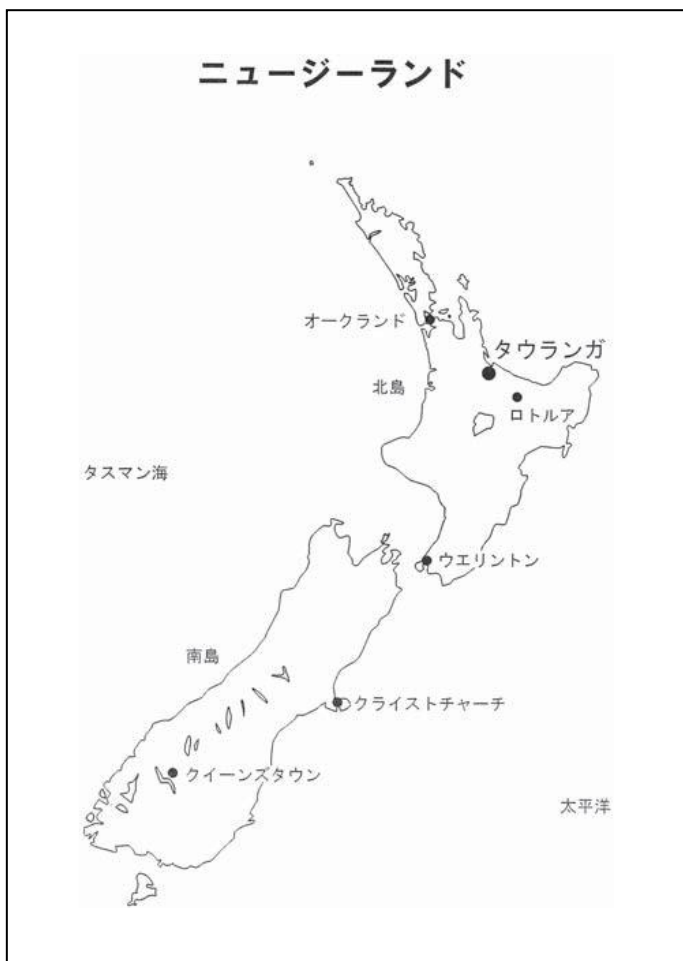 ニュージーランド
オークランド
タウランガ
北島
ロトルア
タスマン海
ウエリントン
南島
クライストチャーチ
クイーンズタウン
太平洋